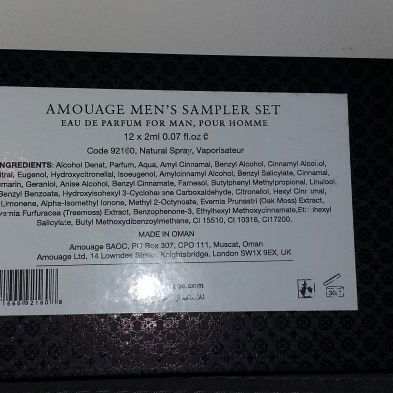 AMOUAGE MEN'S SAMPLER SET
EAU DE PARFUM FOR MAN, POUR HOMME
12 x 2ml 0.07 fl.oz e
Code 92160, Natural Spray, Vaporisateur
INGREDIENTS: Alcohol Denat, Parfum, Aqua, Amyl Cinnamal, Benzyl Alcohol, Cinnamyl Alcohol,
Citral, Eugenol, Hydroxycitronellal, Isoeugenol, Amylcinnamyl Alcohol, Benzyl Salicylate, Cinnamal,
Coumarin, Geraniol, Anise Alcohol, Benzyl Cinnamate, Farnesol, Butylphenyl Methylpropional, Linalool,
Benzyl Benzoate, Hydroxyisohexyl 3-Cyclohexene Carboxaldehyde, Citronellol, Hexyl Cinnamal,
Limonene, Alpha-Isomethyl Ionone, Methyl 2-Octynoate, Evernia Prunastri (Oak Moss) Extract,
Evernia Furfuracea (Treemoss) Extract, Benzophenone-3, Ethylhexyl Methoxycinnamate, Ethylhexyl
Salicylate, Butyl Methoxydibenzoylmethane, CI 15510, CI 10316, CI17200.
MADE IN OMAN
Amouage SAOC, PO Box 307, CPO 111, Muscat, Oman
Amouage Ltd, 14 Lowndes Street, Knightsbridge, London SW1X 9EX, UK